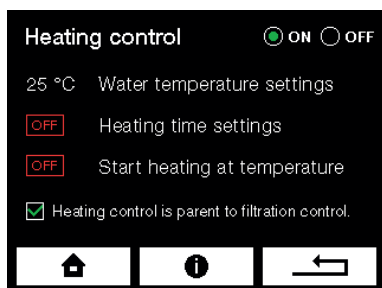 Heating control ON OFF
25 °C Water temperature settings
OFF Heating time settings
OFF Start heating at temperature
Heating control is parent to filtration control.